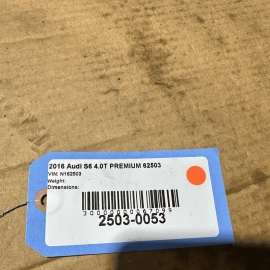 2016 Audi S6 4.0T PREMIUM 62503
VIN: N162503
Weight:
Dimensions:
2503-0053